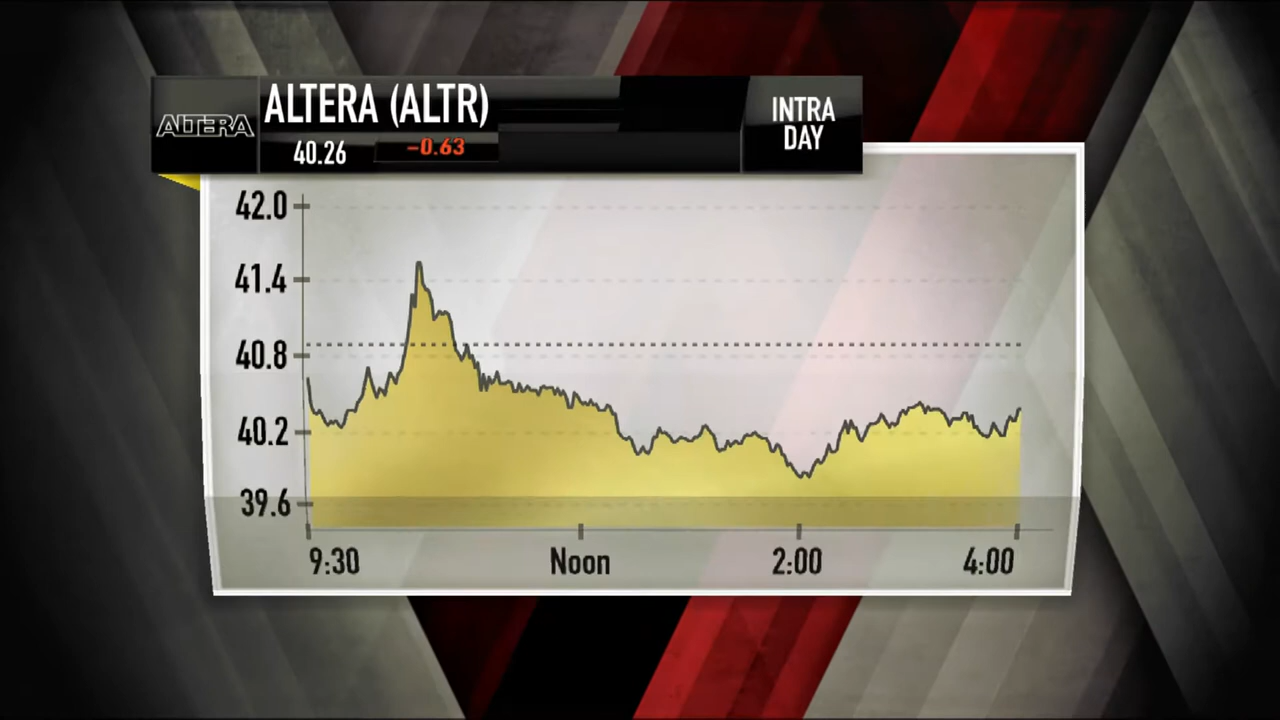 ALTERA
ALTERA (ALTR)
40.26 -0.63
INTRA
DAY
42.0
41.4
40.8
40.2
39.6
9:30 Noon 2:00 4:00